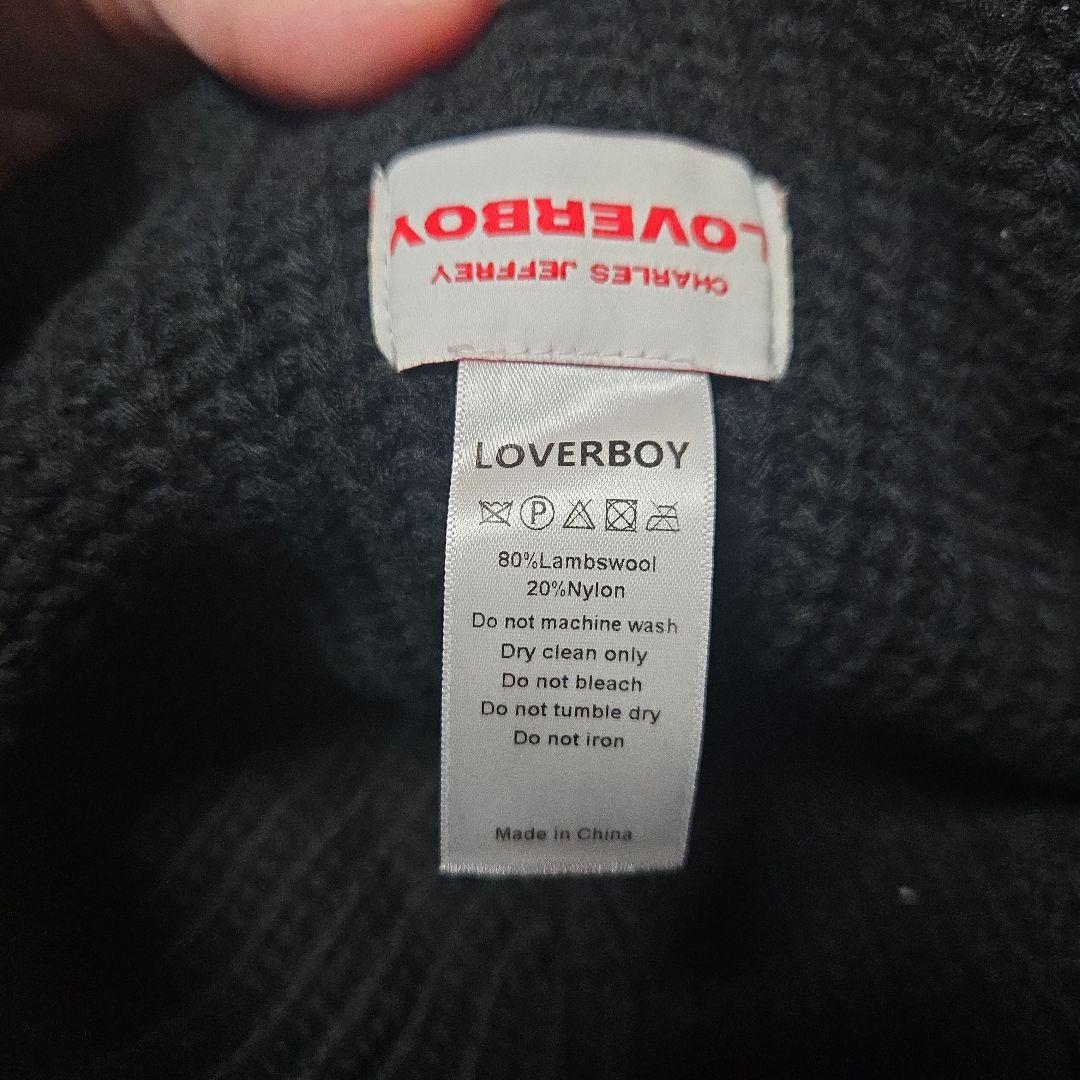 CHARLES JEFFREY
LOVERBOY
LOVERBOY
P
80%Lambswool
20%Nylon
Do not machine wash
Dry clean only
Do not bleach
Do not tumble dry
Do not iron
Made in China